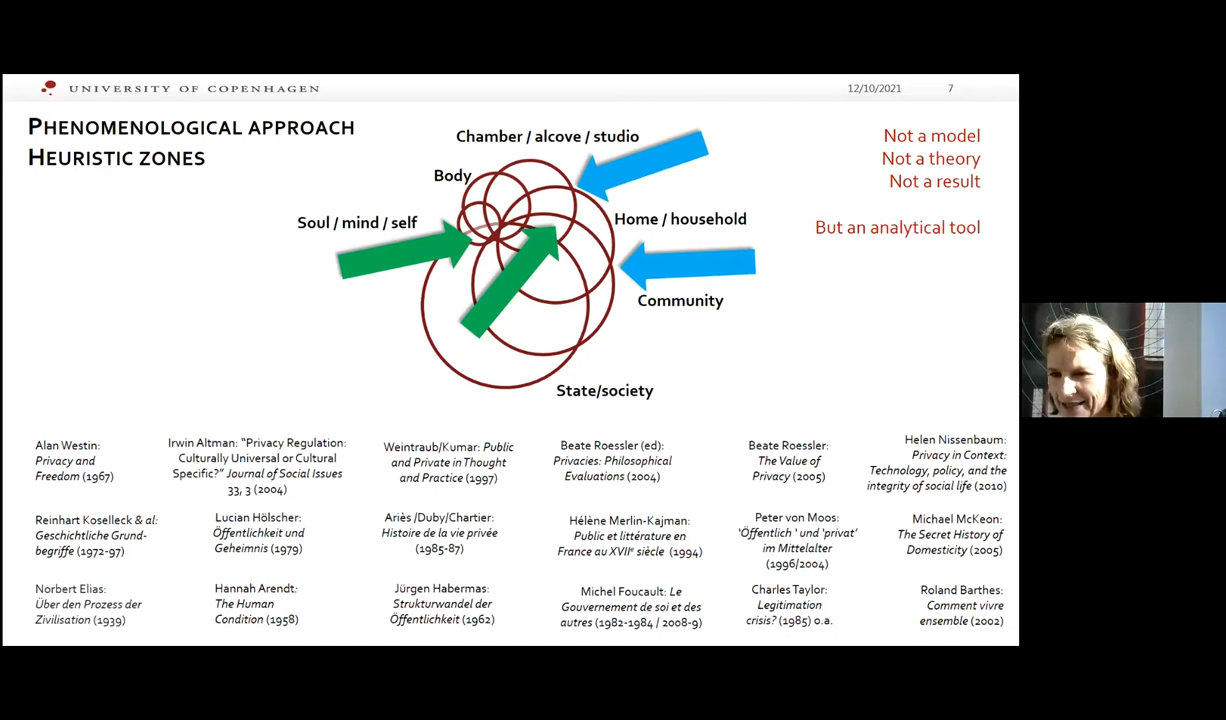 UNIVERSITY OF COPENHAGEN
12/10/2021 7
PHENOMENOLOGICAL APPROACH
HEURISTIC ZONES
Chamber / alcove / studio
Body
Soul / mind / self
Home / household
Community
State/society
Not a model
Not a theory
Not a result
But an analytical tool
Alan Westin:
Privacy and
Freedom (1967)
Irwin Altman: “Privacy Regulation:
Culturally Universal or Cultural
Specific?” Journal of Social Issues
33, 3 (2004)
Weintraub/Kumar: Public
and Private in Thought
and Practice (1997)
Beate Roessler (ed):
Privacies: Philosophical
Evaluations (2004)
Beate Roessler:
The Value of
Privacy (2005)
Helen Nissenbaum:
Privacy in Context:
Technology, policy, and the
integrity of social life (2010)
Reinhart Koselleck & al:
Geschichtliche Grund-
begriffe (1972-97)
Lucian Hölscher:
Öffentlichkeit und
Geheimnis (1979)
Ariès /Duby/Chartier:
Histoire de la vie privée
(1985-87)
Hélène Merlin-Kajman:
Public et littérature en
France au XVIIe siècle (1994)
Peter von Moos:
'Öffentlich ' und 'privat'
im Mittelalter
(1996/2004)
Michael McKeon:
The Secret History of
Domesticity (2005)
Norbert Elias:
Über den Prozess der
Zivilisation (1939)
Hannah Arendt:
The Human
Condition (1958)
Jürgen Habermas:
Strukturwandel der
Öffentlichkeit (1962)
Michel Foucault: Le
Gouvernement de soi et des
autres (1982-1984 / 2008-9)
Charles Taylor:
Legitimation
crisis? (1985) o.a.
Roland Barthes:
Comment vivre
ensemble (2002)